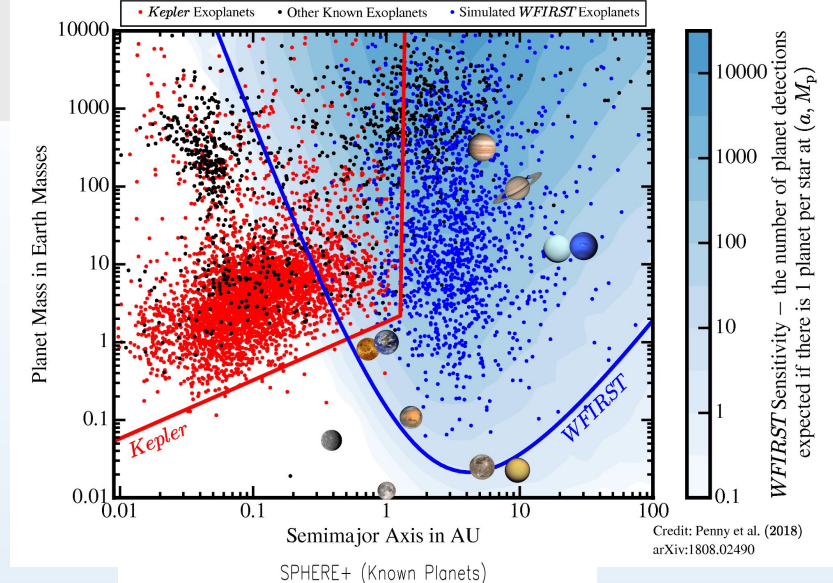 Kepler Exoplanets
Other Known Exoplanets
Simulated WFIRST Exoplanets
10000
1000
100
10
1
0.1
0.01
Planet Mass in Earth Masses
Kepler
WFIRST
0.01
0.1
1
10
100
Semimajor Axis in AU
10000
1000
100
10
1
0.1
WFIRST Sensitivity – the number of planet detections
expected if there is 1 planet per star at (a, Mp)
Credit: Penny et al. (2018)
arXiv:1808.02490
SPHERE+ (Known Planets)